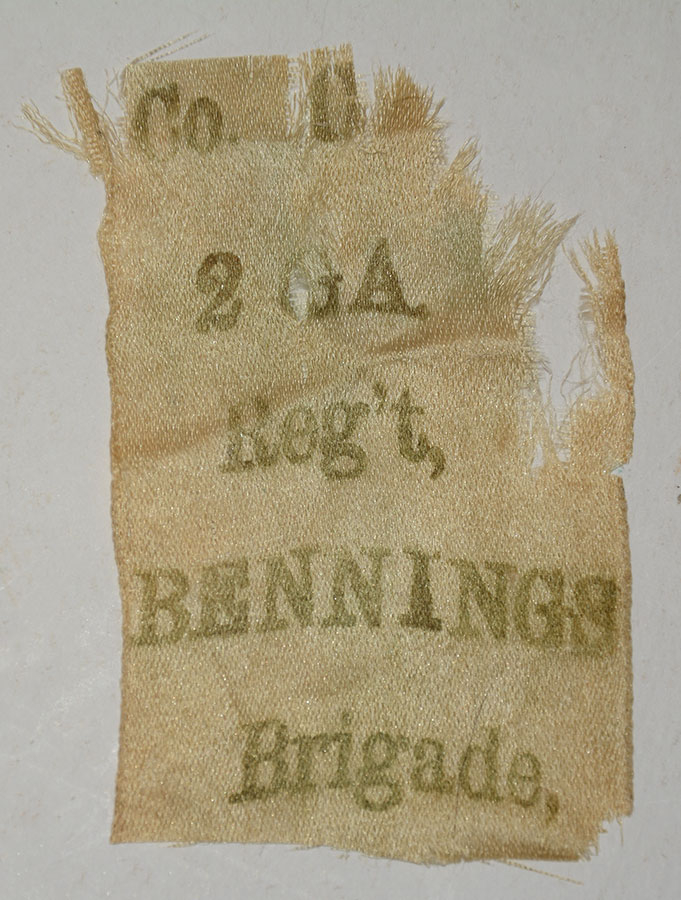 Co. C
2 GA
Reg't,
BENNINGS
Brigade,